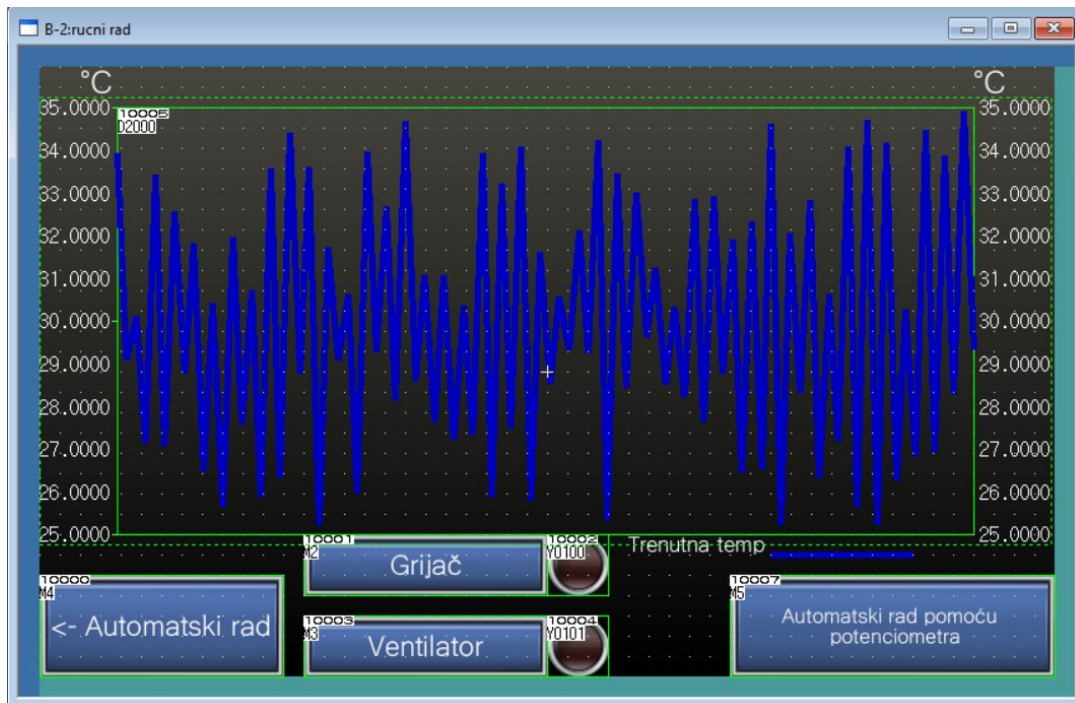 B-2:rucni rad
°C °C
35.0000 35.0000
10005
D2000
34.0000 34.0000
33.0000 33.0000
32.0000 32.0000
31.0000 31.0000
30.0000 30.0000
29.0000 29.0000
28.0000 28.0000
27.0000 27.0000
26.0000 26.0000
25.0000 25.0000
10001 10002
M2 Y0100
Grijač
Trenutna temp
10000
M4
<- Automatski rad
10003 10004
M3 Y0101
Ventilator
10007
M5
Automatski rad pomoću
potenciometra